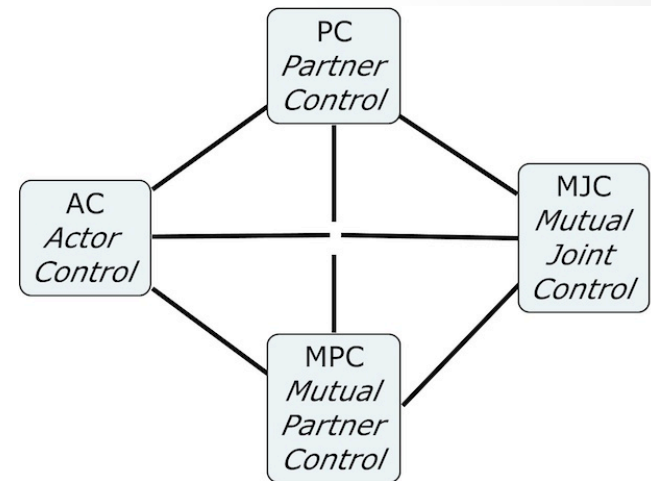 PC
Partner
Control
AC
Actor
Control
MJC
Mutual
Joint
Control
MPC
Mutual
Partner
Control